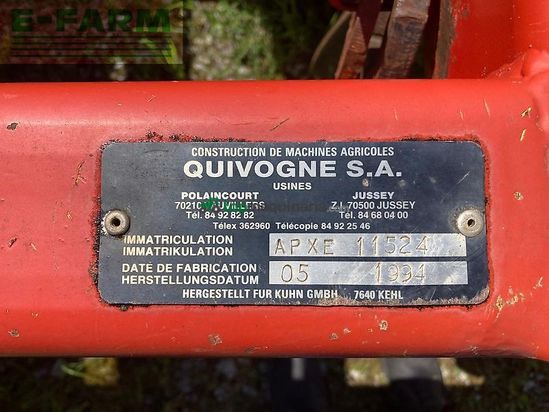 E-FARM
CONSTRUCTION DE MACHINES AGRICOLES
QUIVOGNE S.A.
USINES
POLAINCOURT JUSSEY
70210 Z.I. 70500 JUSSEY
Tél. 84 92 82 82 Tél. 84 68 04 00
Télex 362960 Télécopie 84 92 25 46
IMMATRICULATION APXE 11524
IMMATRIKULATION
DATE DE FABRICATION 05 1994
HERSTELLUNGSDATUM
HERGESTELLT FUR KUHN GMBH 7640 KEHL